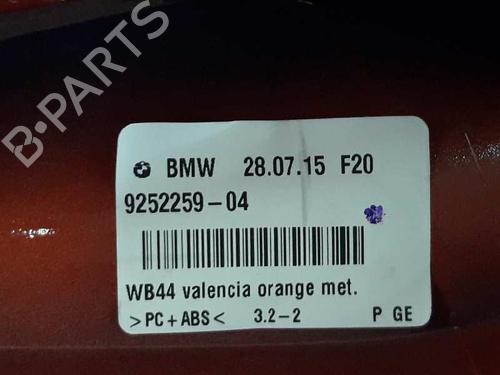 B-Parts
BMW 28.07.15 F20
9252259-04
WB44 valencia orange met.
>PC+ABS< 3.2-2 P GE